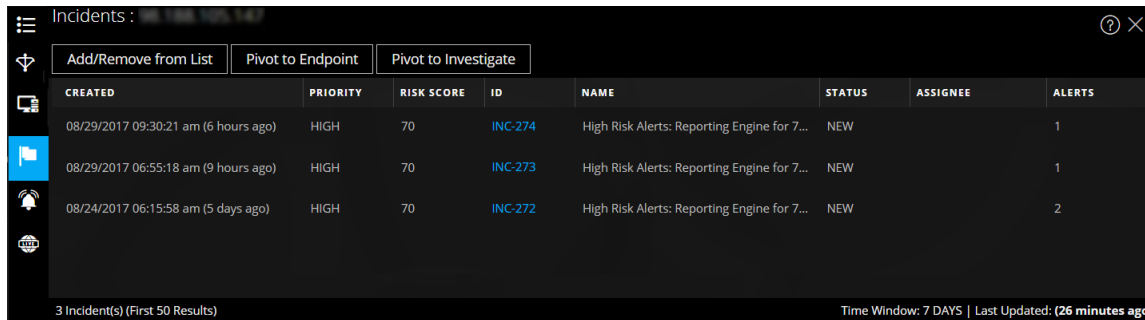 Incidents :
Add/Remove from List Pivot to Endpoint Pivot to Investigate
CREATED PRIORITY RISK SCORE ID NAME STATUS ASSIGNEE ALERTS
08/29/2017 09:30:21 am (6 hours ago) HIGH 70 INC-274 High Risk Alerts: Reporting Engine for 7... NEW 1
08/29/2017 06:55:18 am (9 hours ago) HIGH 70 INC-273 High Risk Alerts: Reporting Engine for 7... NEW 1
08/24/2017 06:15:58 am (5 days ago) HIGH 70 INC-272 High Risk Alerts: Reporting Engine for 7... NEW 2
LIVE
3 Incident(s) (First 50 Results) Time Window: 7 DAYS | Last Updated: (26 minutes ago